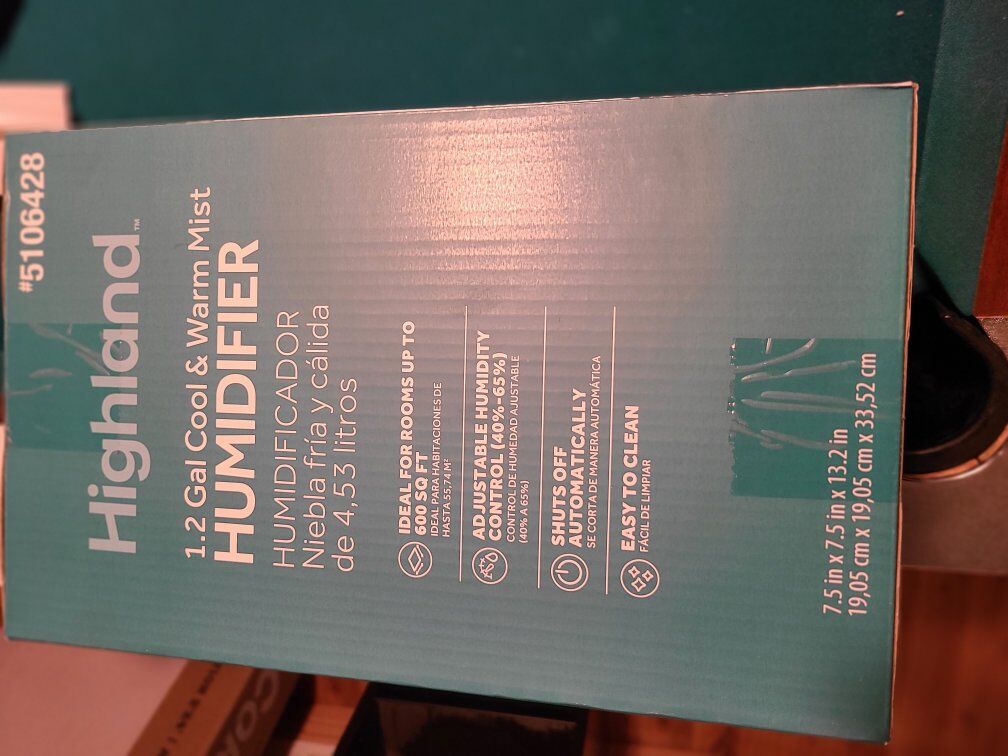 #5106428
Highland™
1.2 Gal Cool & Warm Mist
HUMIDIFIER
HUMIDIFICADOR
Niebla fría y cálida
de 4,53 litros
IDEAL FOR ROOMS UP TO
600 SQ FT
IDEAL PARA HABITACIONES DE
HASTA 55,74 M²
ADJUSTABLE HUMIDITY
CONTROL (40%-65%)
CONTROL DE HUMEDAD AJUSTABLE
(40% A 65%)
SHUTS OFF
AUTOMATICALLY
SE CORTA DE MANERA AUTOMÁTICA
EASY TO CLEAN
FÁCIL DE LIMPIAR
7.5 in x 7.5 in x 13.2 in
19,05 cm x 19,05 cm x 33,52 cm